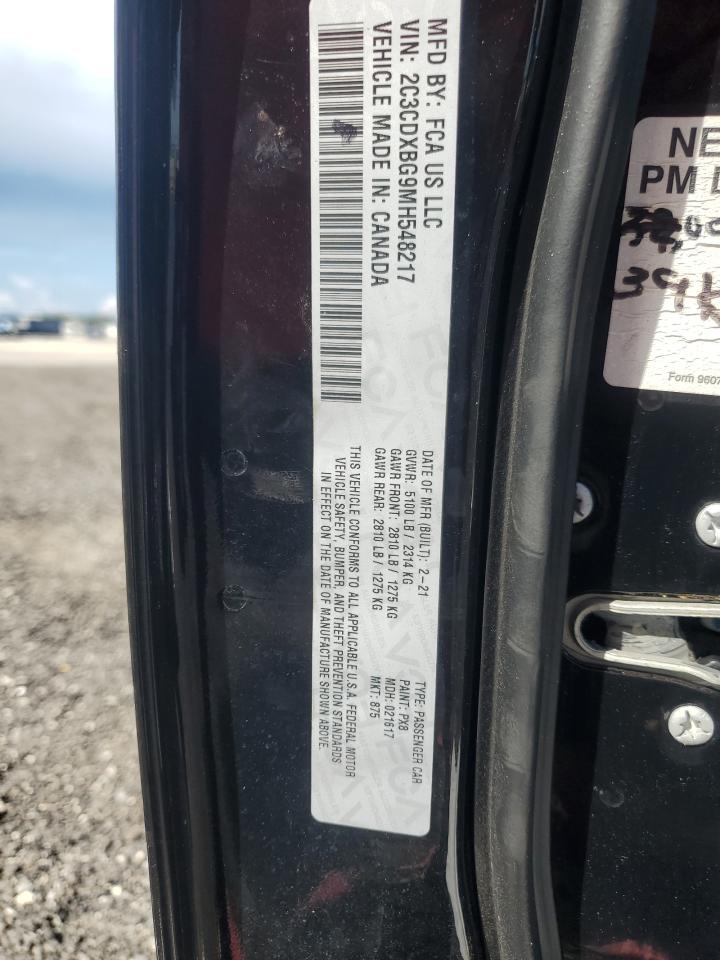 MFD BY: FCA US LLC
VIN: 2C3CDXBG9MH548217
VEHICLE MADE IN: CANADA
DATE OF MFR (BUILT): 2-21
GVWR: 5100 LB / 2314 KG
GAWR FRONT: 2810 LB / 1275 KG
GAWR REAR: 2810 LB / 1275 KG
TYPE: PASSENGER CAR
PAINT: PX8
MDH: 021617
MKT: 875
THIS VEHICLE CONFORMS TO ALL APPLICABLE U.S.A. FEDERAL MOTOR
VEHICLE SAFETY, BUMPER, AND THEFT PREVENTION STANDARDS
IN EFFECT ON THE DATE OF MANUFACTURE SHOWN ABOVE.
NE
PM D
Form 9607